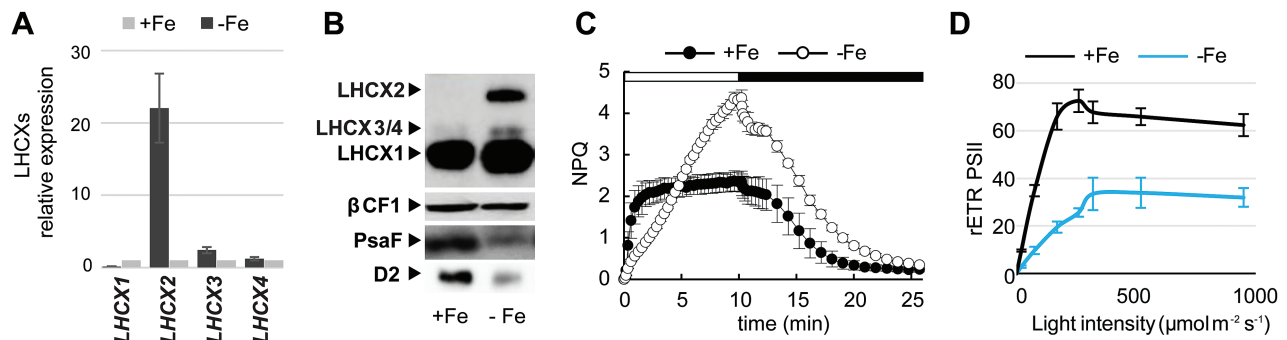 A
+Fe -Fe
LHCXs
relative expression
30
20
10
0
LHCX1
LHCX2
LHCX3
LHCX4
B
LHCX2
LHCX3/4
LHCX1
βCF1
PsaF
D2
+Fe - Fe
C
+Fe -Fe
NPQ
5
4
3
2
1
0
0 5 10 15 20 25
time (min)
D
+Fe -Fe
rETR PSII
80
60
40
20
0
0 500 1000
Light intensity (µmol m⁻² s⁻¹)